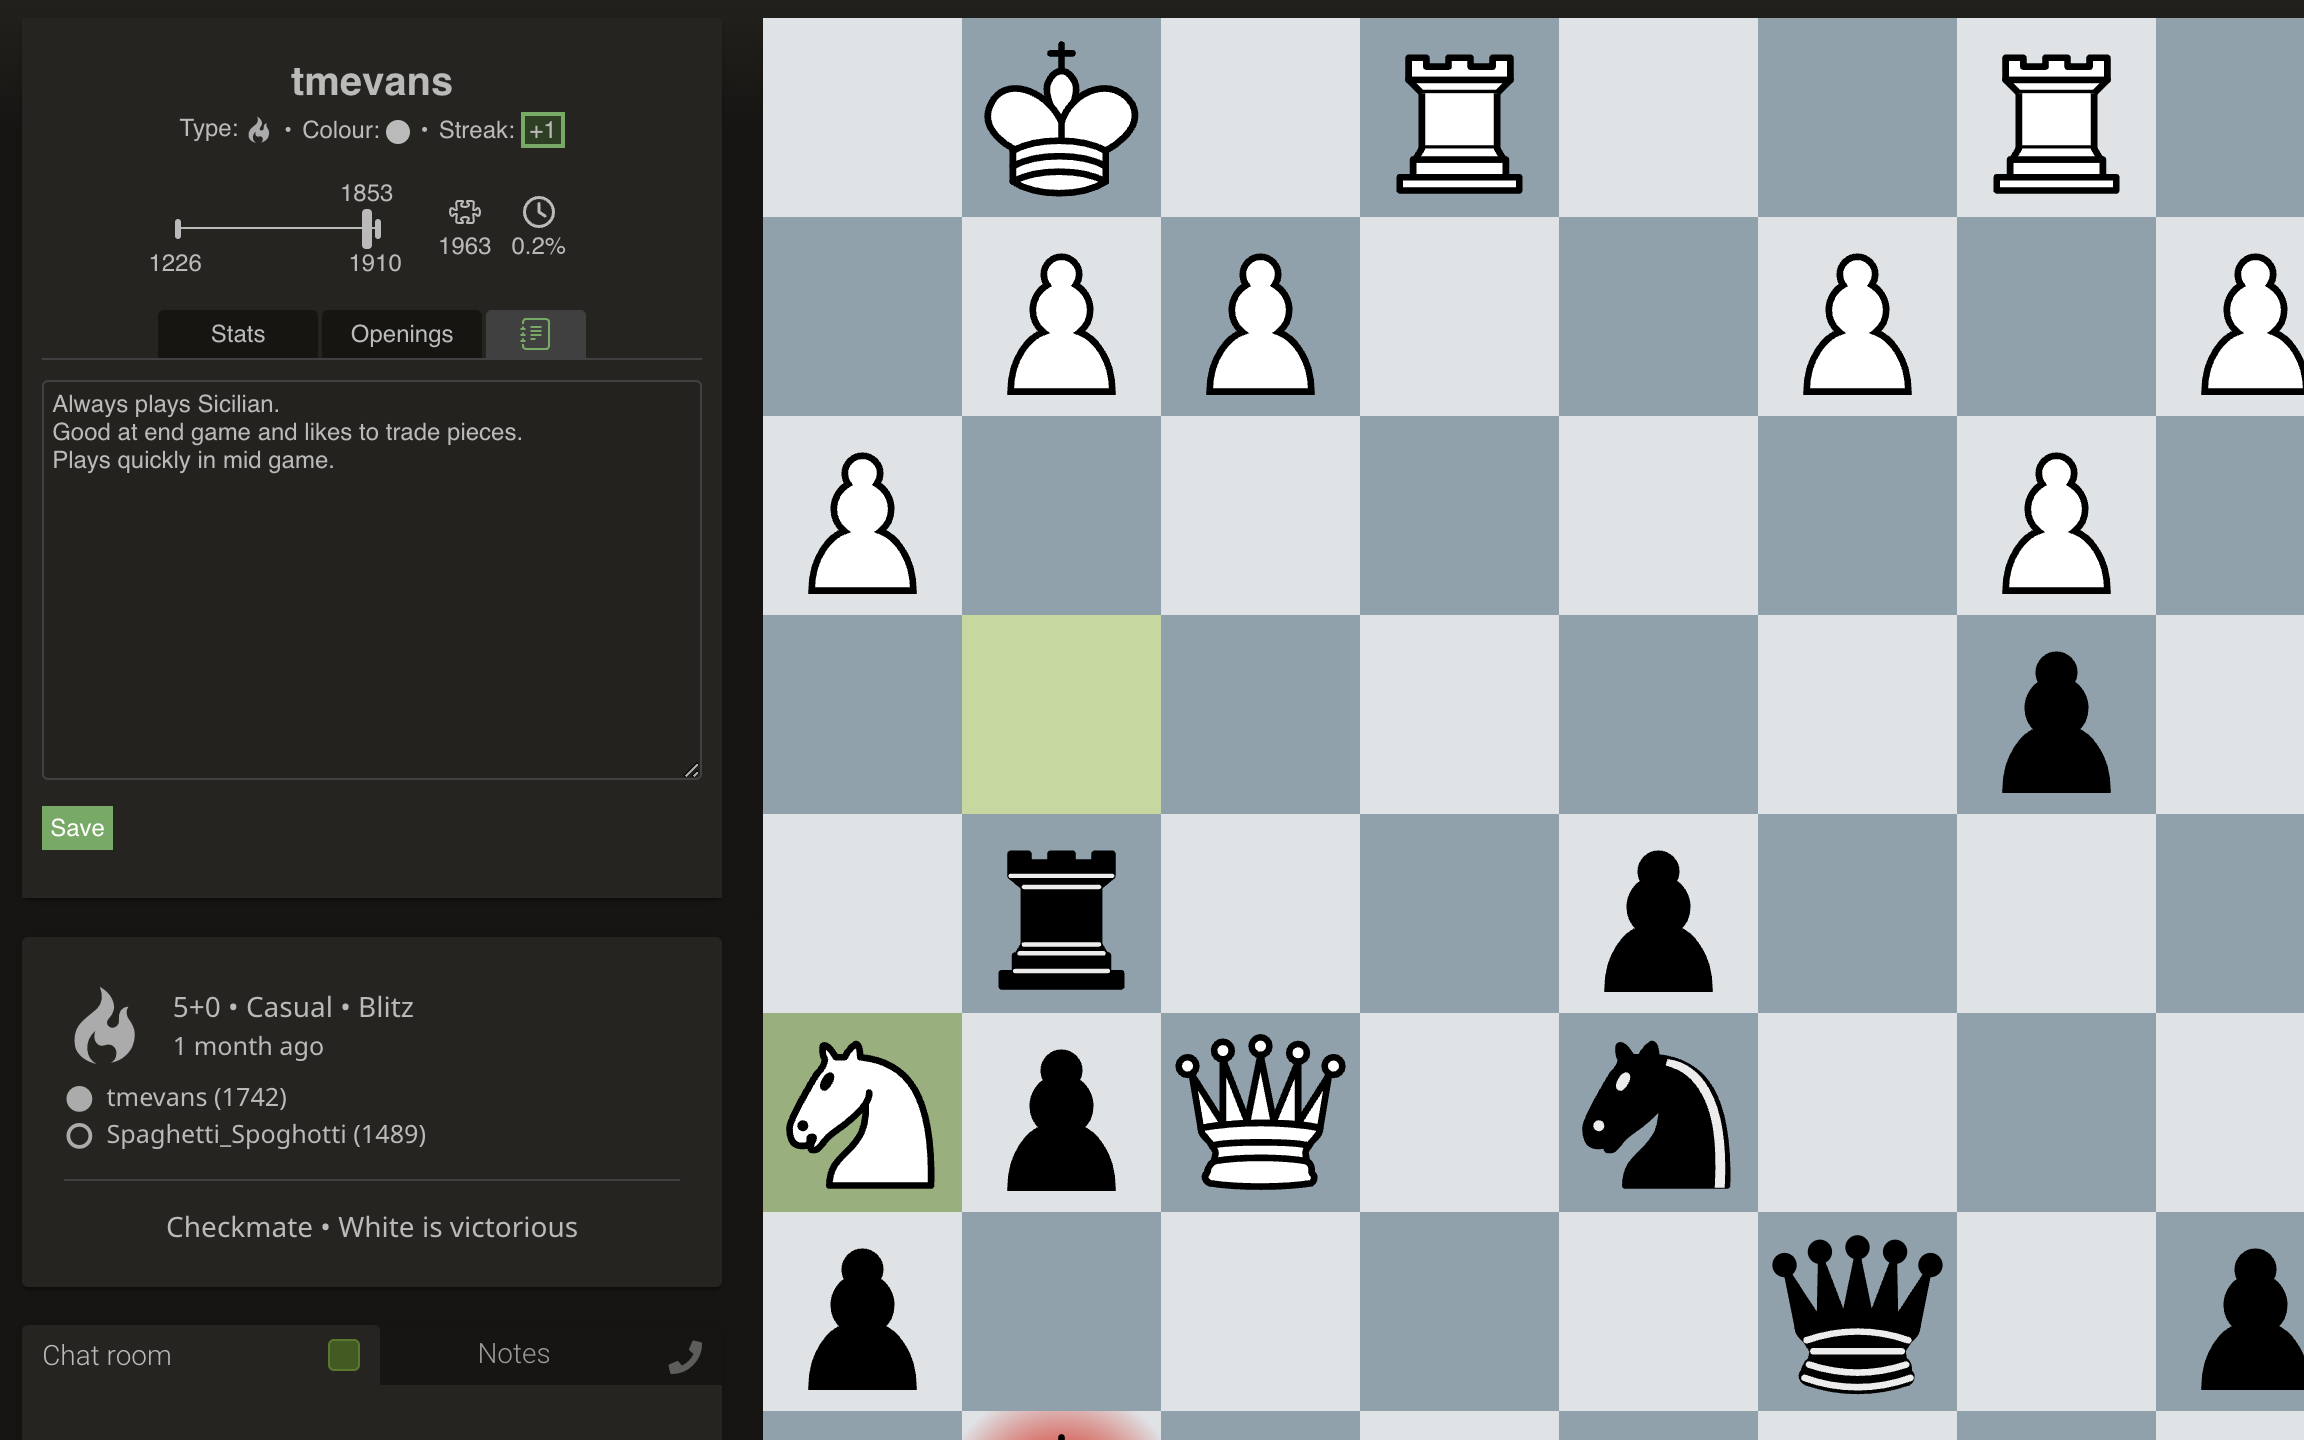 tmevans
Type: • Colour: • Streak: +1
1853
1226
1910
1963
0.2%
Stats
Openings
Always plays Sicilian.
Good at end game and likes to trade pieces.
Plays quickly in mid game.
Save
5+0 • Casual • Blitz
1 month ago
tmevans (1742)
Spaghetti_Spoghotti (1489)
Checkmate • White is victorious
Chat room
Notes